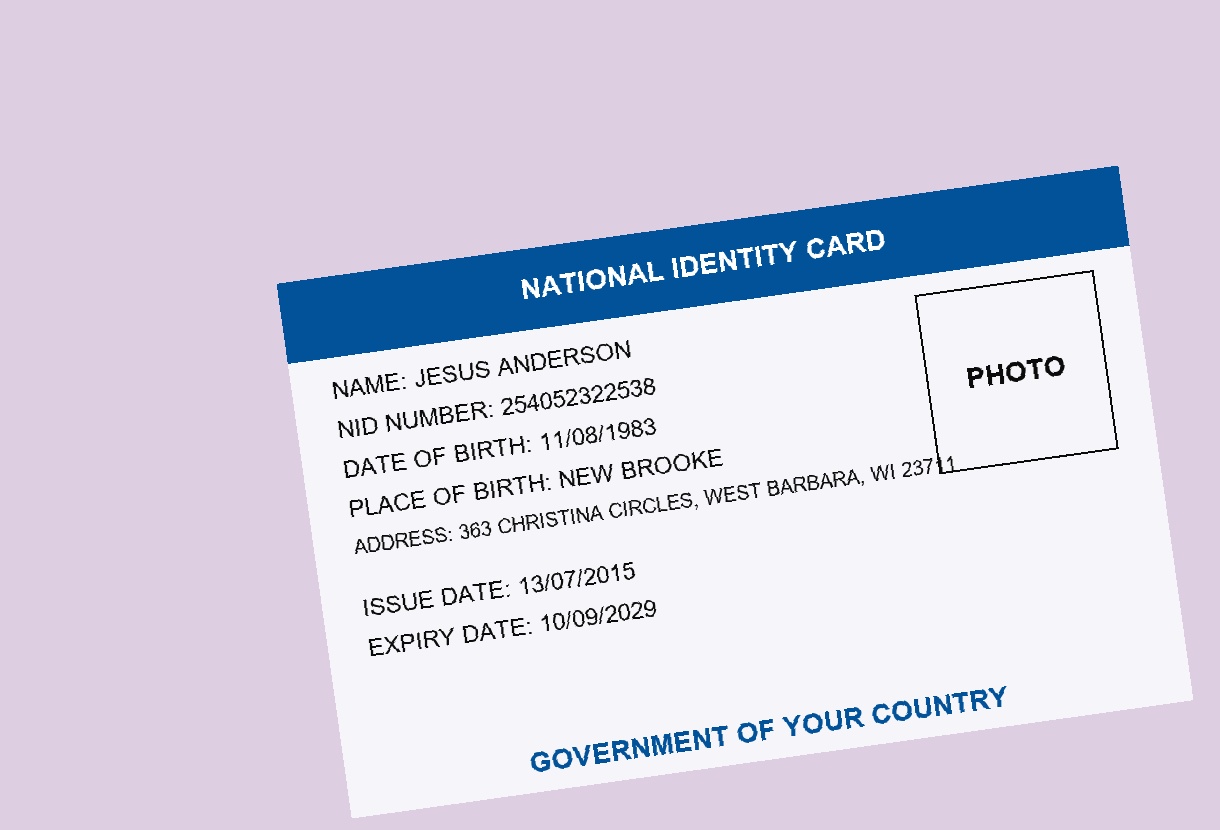 NATIONAL IDENTITY CARD
NAME: JESUS ANDERSON
NID NUMBER: 254052322538
DATE OF BIRTH: 11/08/1983
PLACE OF BIRTH: NEW BROOKE
ADDRESS: 363 CHRISTINA CIRCLES, WEST BARBARA, WI 23711
ISSUE DATE: 13/07/2015
EXPIRY DATE: 10/09/2029
PHOTO
GOVERNMENT OF YOUR COUNTRY